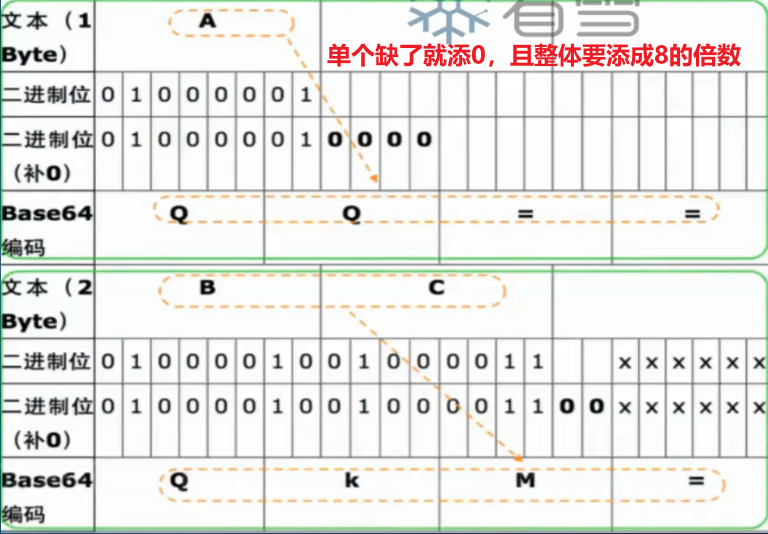 有雪
文本（1 Byte） A
单个缺了就添0，且整体要添成8的倍数
二进制位 0 1 0 0 0 0 0 1
二进制位（补0） 0 1 0 0 0 0 0 1 0 0 0 0
Base64编码 Q Q = =
文本（2 Byte） B C
二进制位 0 1 0 0 0 0 1 0 0 1 0 0 0 0 1 1 x x x x x x
二进制位（补0） 0 1 0 0 0 0 1 0 0 1 0 0 0 0 1 1 0 0 x x x x x x
Base64编码 Q k M =